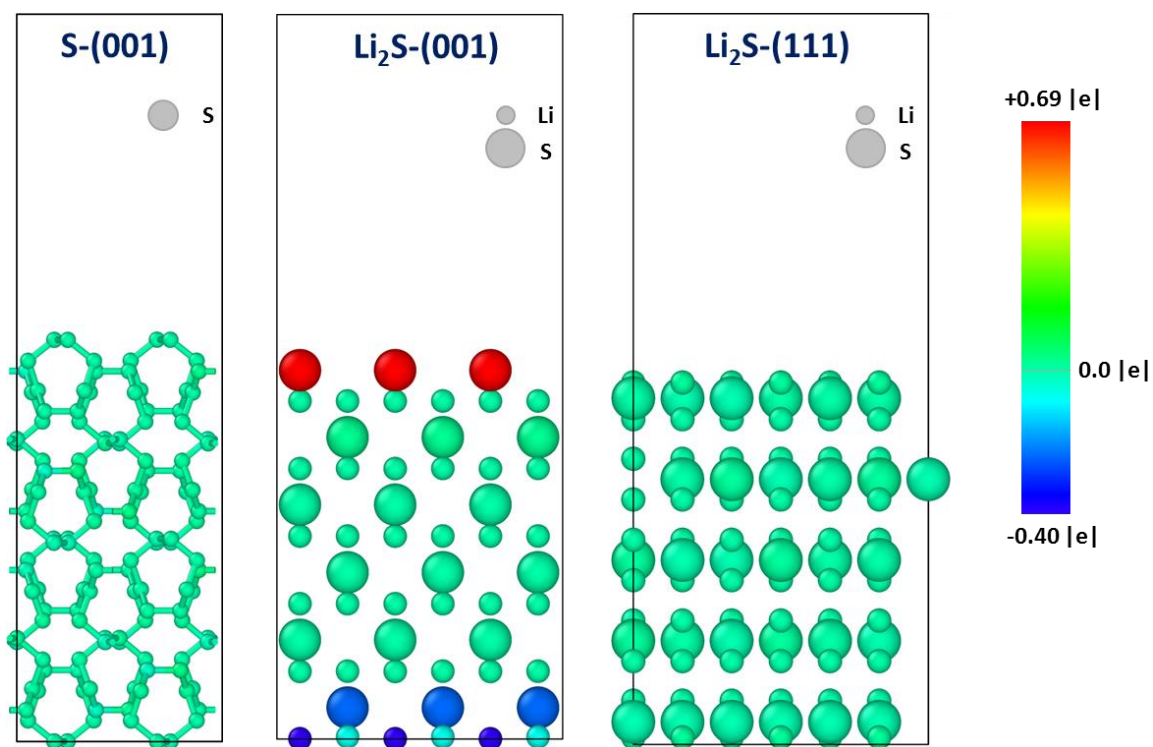 S-(001)
Li₂S-(001)
Li₂S-(111)
S
Li
S
Li
S
+0.69 |e|
0.0 |e|
-0.40 |e|